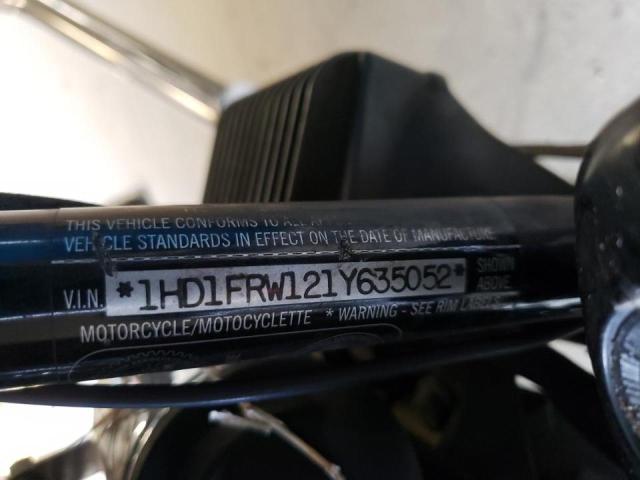 THIS VEHICLE CONFORMS TO ALL
VEHICLE STANDARDS IN EFFECT ON THE DATE OF MANUFACTURE
V.I.N. *1HD1FRW121Y635052* SHOWN ABOVE
MOTORCYCLE/MOTOCYCLETTE * WARNING - SEE RIM LABELS